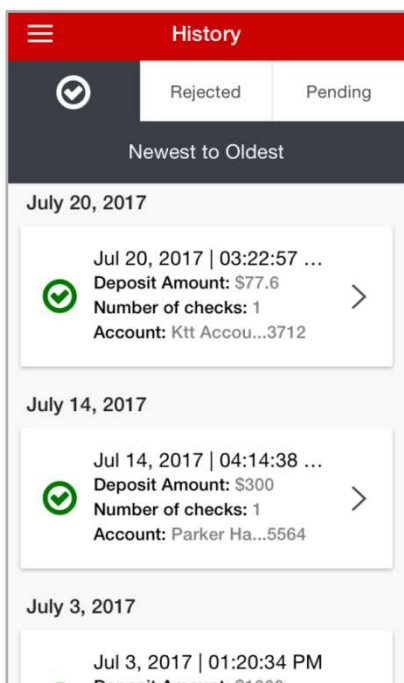 History
Rejected
Pending
Newest to Oldest
July 20, 2017
Jul 20, 2017 | 03:22:57 ...
Deposit Amount: $77.6
Number of checks: 1
Account: Ktt Accou...3712
July 14, 2017
Jul 14, 2017 | 04:14:38 ...
Deposit Amount: $300
Number of checks: 1
Account: Parker Ha...5564
July 3, 2017
Jul 3, 2017 | 01:20:34 PM
Deposit Amount: